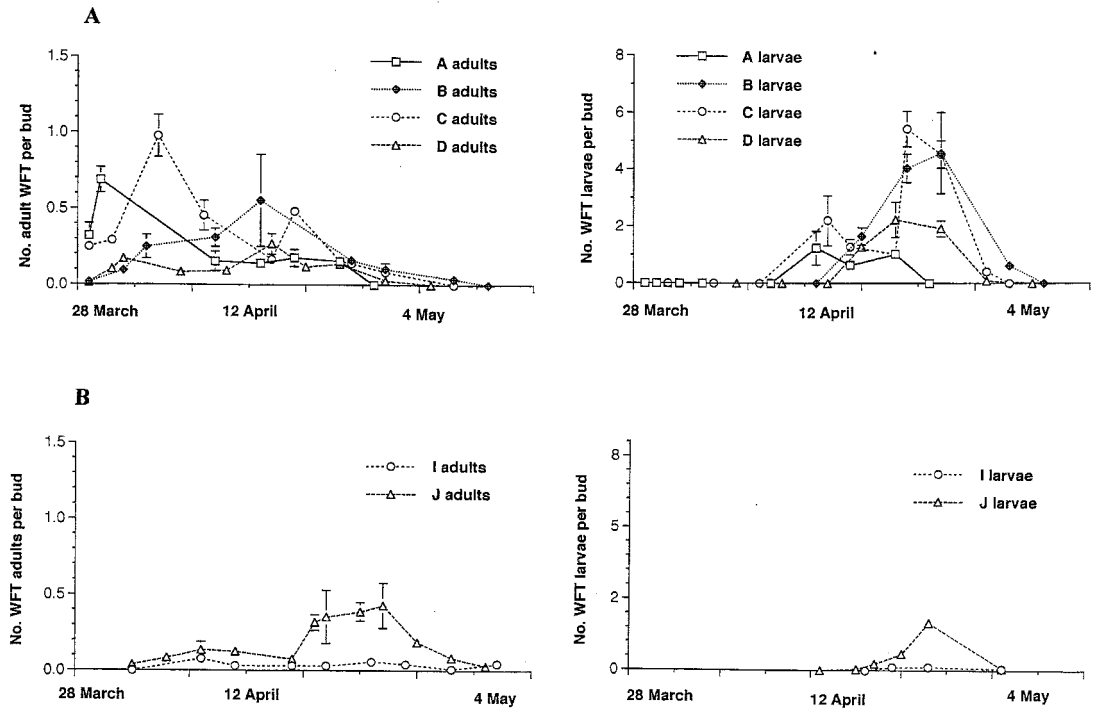 A
1.5
1.0
0.5
0.0
No. adult WFT per bud
A adults
B adults
C adults
D adults
28 March
12 April
4 May
8
6
4
2
0
No. WFT larvae per bud
A larvae
B larvae
C larvae
D larvae
28 March
12 April
4 May
B
1.5
1.0
0.5
0.0
No. WFT adults per bud
I adults
J adults
28 March
12 April
4 May
8
5
2
0
No. WFT larvae per bud
I larvae
J larvae
28 March
12 April
4 May